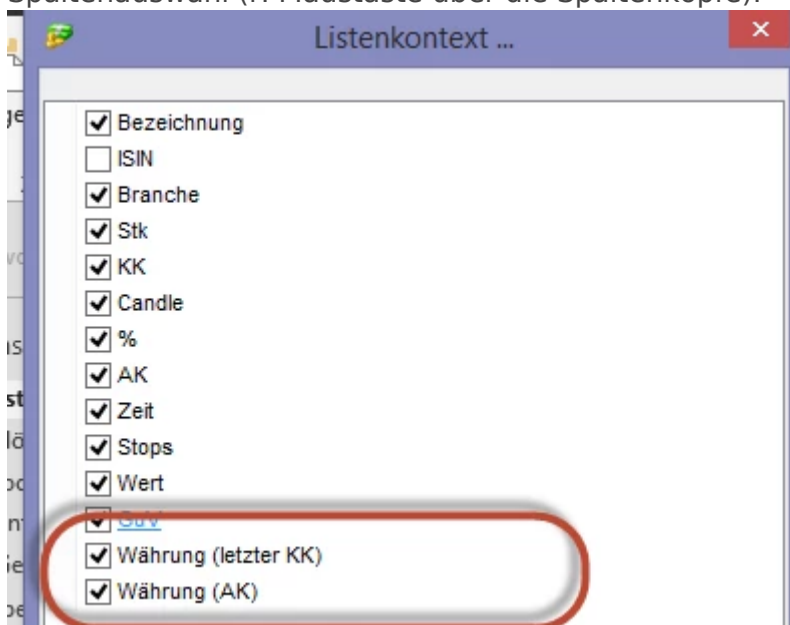 Spaltenauswahl (r. Maustaste über die Spaltenköpfe):
Listenkontext ...
Bezeichnung
ISIN
Branche
Stk
KK
Candle
%
AK
Zeit
Stops
Wert
GuV
Währung (letzter KK)
Währung (AK)